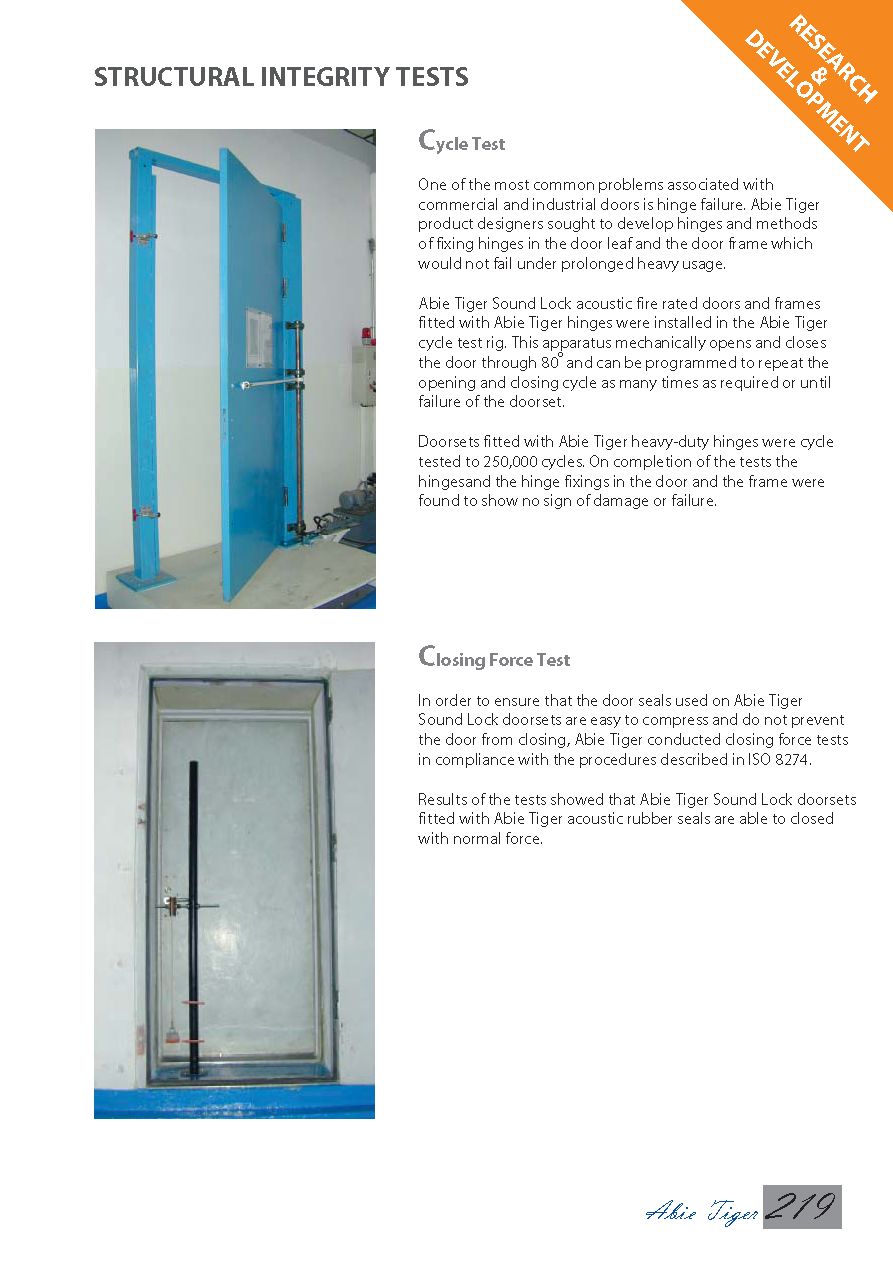 RESEARCH
&
DEVELOPMENT
STRUCTURAL INTEGRITY TESTS
Cycle Test
One of the most common problems associated with
commercial and industrial doors is hinge failure. Abie Tiger
product designers sought to develop hinges and methods
of fixing hinges in the door leaf and the door frame which
would not fail under prolonged heavy usage.
Abie Tiger Sound Lock acoustic fire rated doors and frames
fitted with Abie Tiger hinges were installed in the Abie Tiger
cycle test rig. This apparatus mechanically opens and closes
the door through 80° and can be programmed to repeat the
opening and closing cycle as many times as required or until
failure of the doorset.
Doorsets fitted with Abie Tiger heavy-duty hinges were cycle
tested to 250,000 cycles. On completion of the tests the
hingesand the hinge fixings in the door and the frame were
found to show no sign of damage or failure.
Closing Force Test
In order to ensure that the door seals used on Abie Tiger
Sound Lock doorsets are easy to compress and do not prevent
the door from closing, Abie Tiger conducted closing force tests
in compliance with the procedures described in ISO 8274.
Results of the tests showed that Abie Tiger Sound Lock doorsets
fitted with Abie Tiger acoustic rubber seals are able to closed
with normal force.
Abie Tiger 219